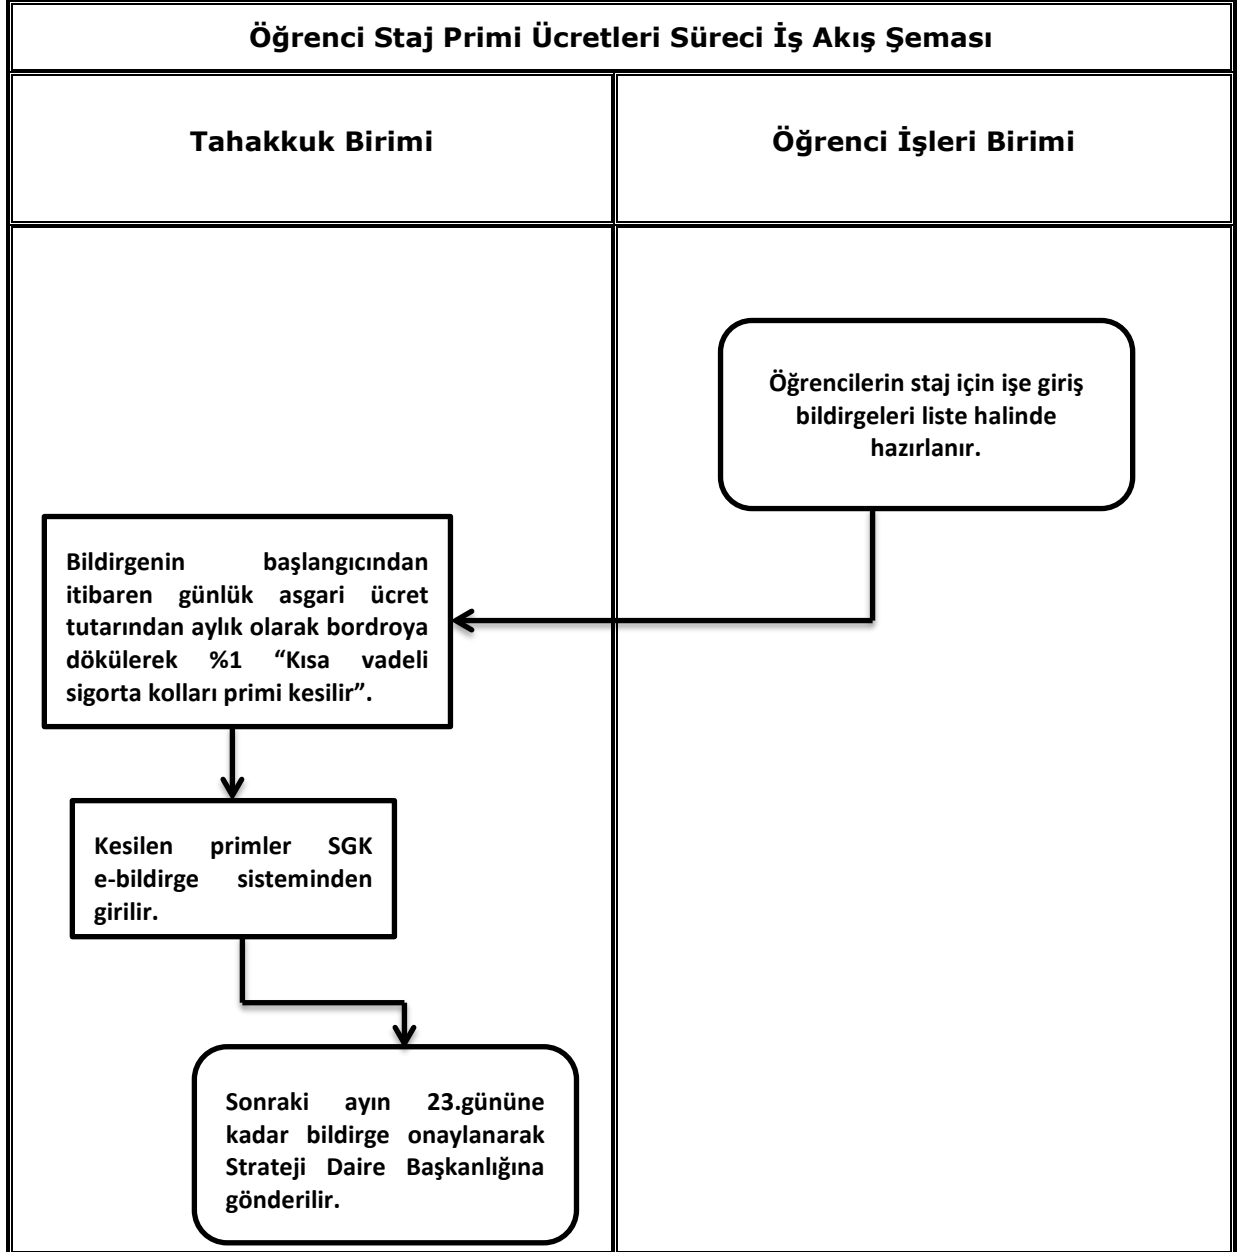 Öğrenci Staj Primi Ücretleri Süreci İş Akış Şeması
Tahakkuk Birimi
Öğrenci İşleri Birimi
Öğrencilerin staj için işe giriş
bildirgeleri liste halinde
hazırlanır.
Bildirgenin başlangıcından
itibaren günlük asgari ücret
tutarından aylık olarak bordroya
dökülerek %1 “Kısa vadeli
sigorta kolları primi kesilir”.
Kesilen primler SGK
e-bildirge sisteminden
girilir.
Sonraki ayın 23.gününe
kadar bildirge onaylanarak
Strateji Daire Başkanlığına
gönderilir.